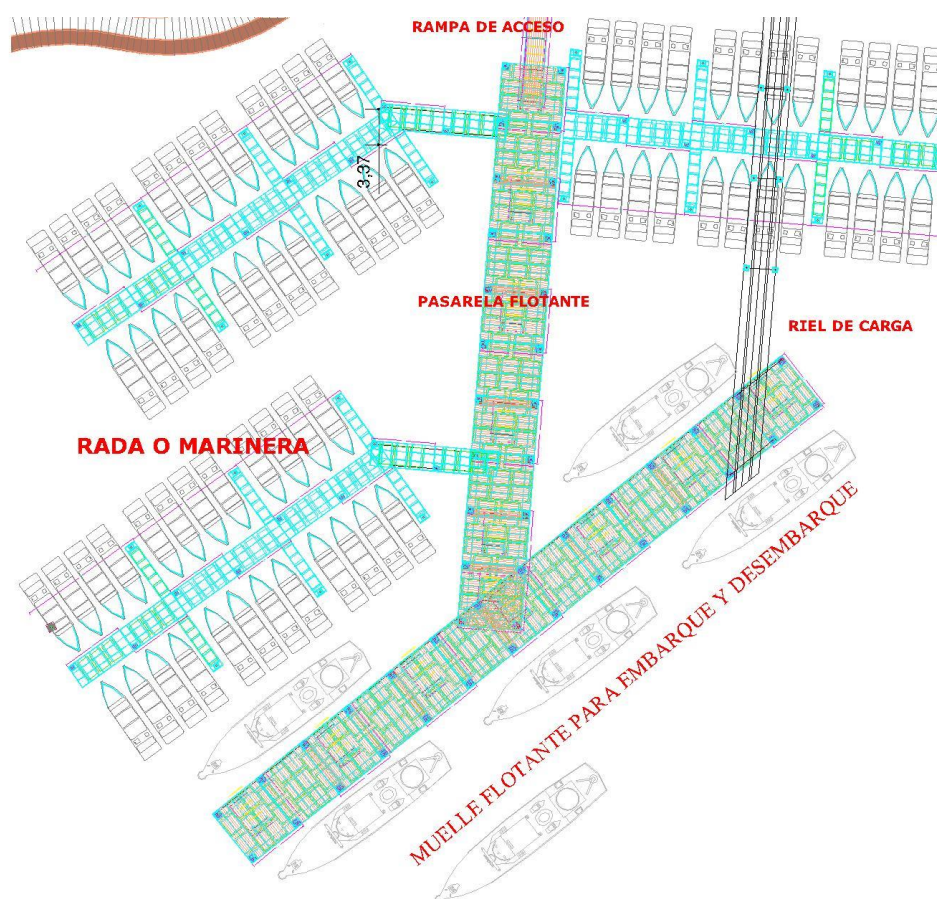 RAMPA DE ACCESO
3,37
PASARELA FLOTANTE
RIEL DE CARGA
RADA O MARINERA
MUELLE FLOTANTE PARA EMBARQUE Y DESEMBARQUE